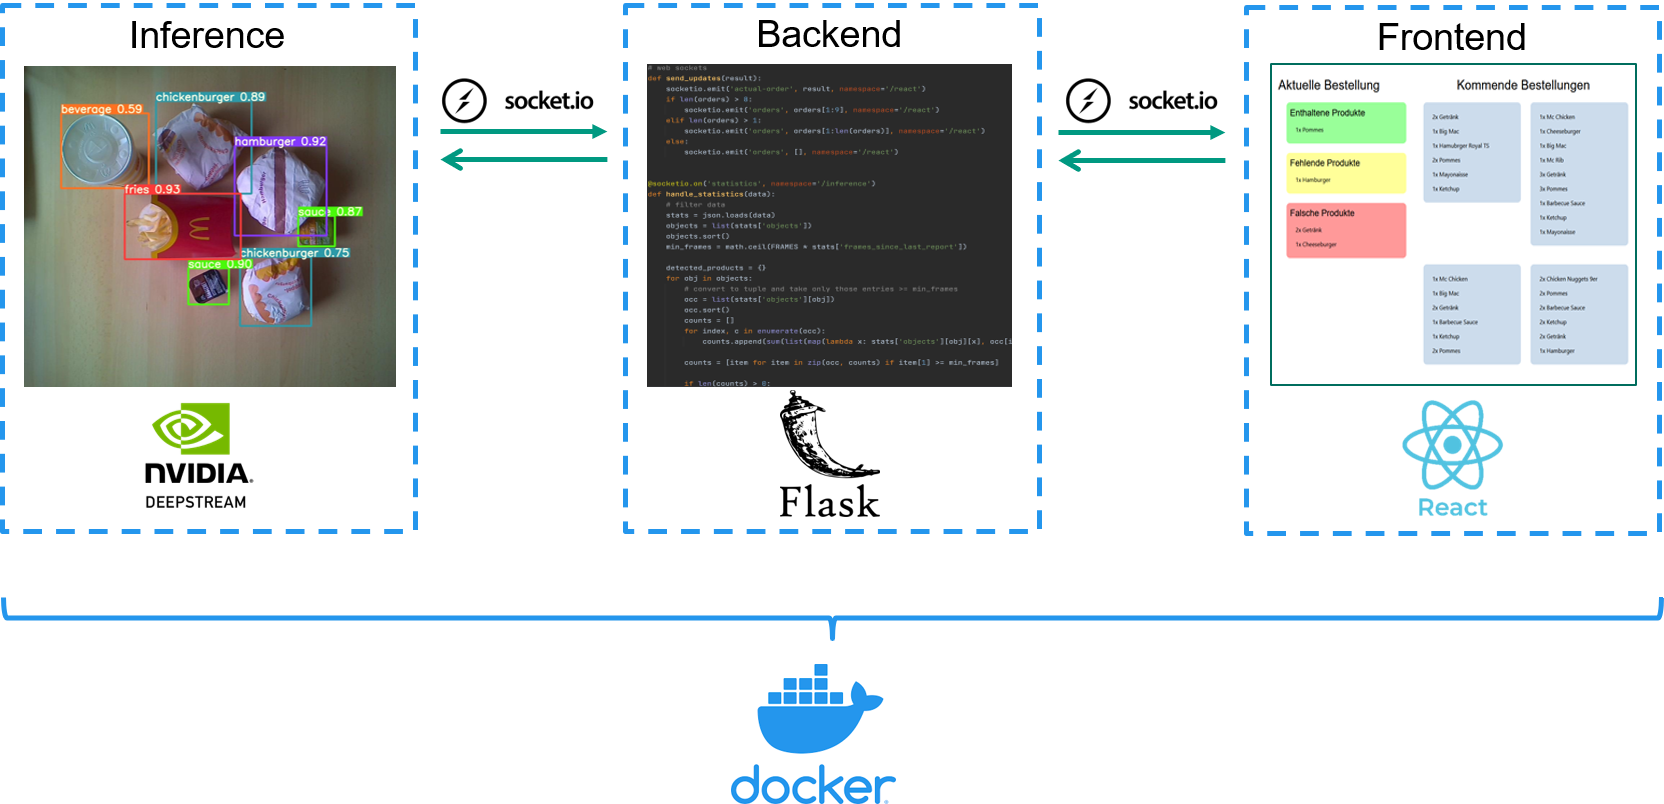 Inference
beverage 0.59
chickenburger 0.89
hamburger 0.92
fries 0.93
sauce 0.87
chickenburger 0.75
sauce 0.90
NVIDIA.
DEEPSTREAM
socket.io
Backend
# web sockets
def send_updates(result):
socketio.emit('actual-order', result, namespace='/react')
if len(orders) > 8:
socketio.emit('orders', orders[1:9], namespace='/react')
elif len(orders) > 1:
socketio.emit('orders', orders[1:len(orders)], namespace='/react')
else:
socketio.emit('orders', [], namespace='/react')
@socketio.on('statistics', namespace='/inference')
def handle_statistics(data):
# filter data
stats = json.loads(data)
objects = list(stats['objects'])
objects.sort()
min_frames = math.ceil(FRAMES * stats['frames_since_last_report'])
detected_products = {}
for obj in objects:
# convert to tuple and take only those entries >= min_frames
occ = list(stats['objects'][obj])
occ.sort()
counts = []
for index, c in enumerate(occ):
counts.append(sum(list(map(lambda x: stats['objects'][obj][x], occ[i
counts = [item for item in zip(occ, counts) if item[1] >= min_frames]
if len(counts) > 0:
Flask
socket.io
Frontend
Aktuelle Bestellung
Enthaltene Produkte
1x Pommes
Fehlende Produkte
1x Hamburger
Falsche Produkte
2x Getränk
1x Cheeseburger
Kommende Bestellungen
2x Getränk
1x Big Mac
1x Hamubrger Royal TS
2x Pommes
1x Mayonaisse
1x Ketchup
1x Mc Chicken
1x Cheeseburger
1x Big Mac
1x Mc Rib
3x Getränk
3x Pommes
1x Barbecue Sauce
1x Ketchup
1x Mayonaisse
1x Mc Chicken
1x Big Mac
2x Getränk
1x Barbecue Sauce
1x Ketchup
2x Pommes
2x Chicken Nuggets 9er
2x Pommes
2x Barbecue Sauce
2x Ketchup
2x Getränk
1x Hamburger
React
docker